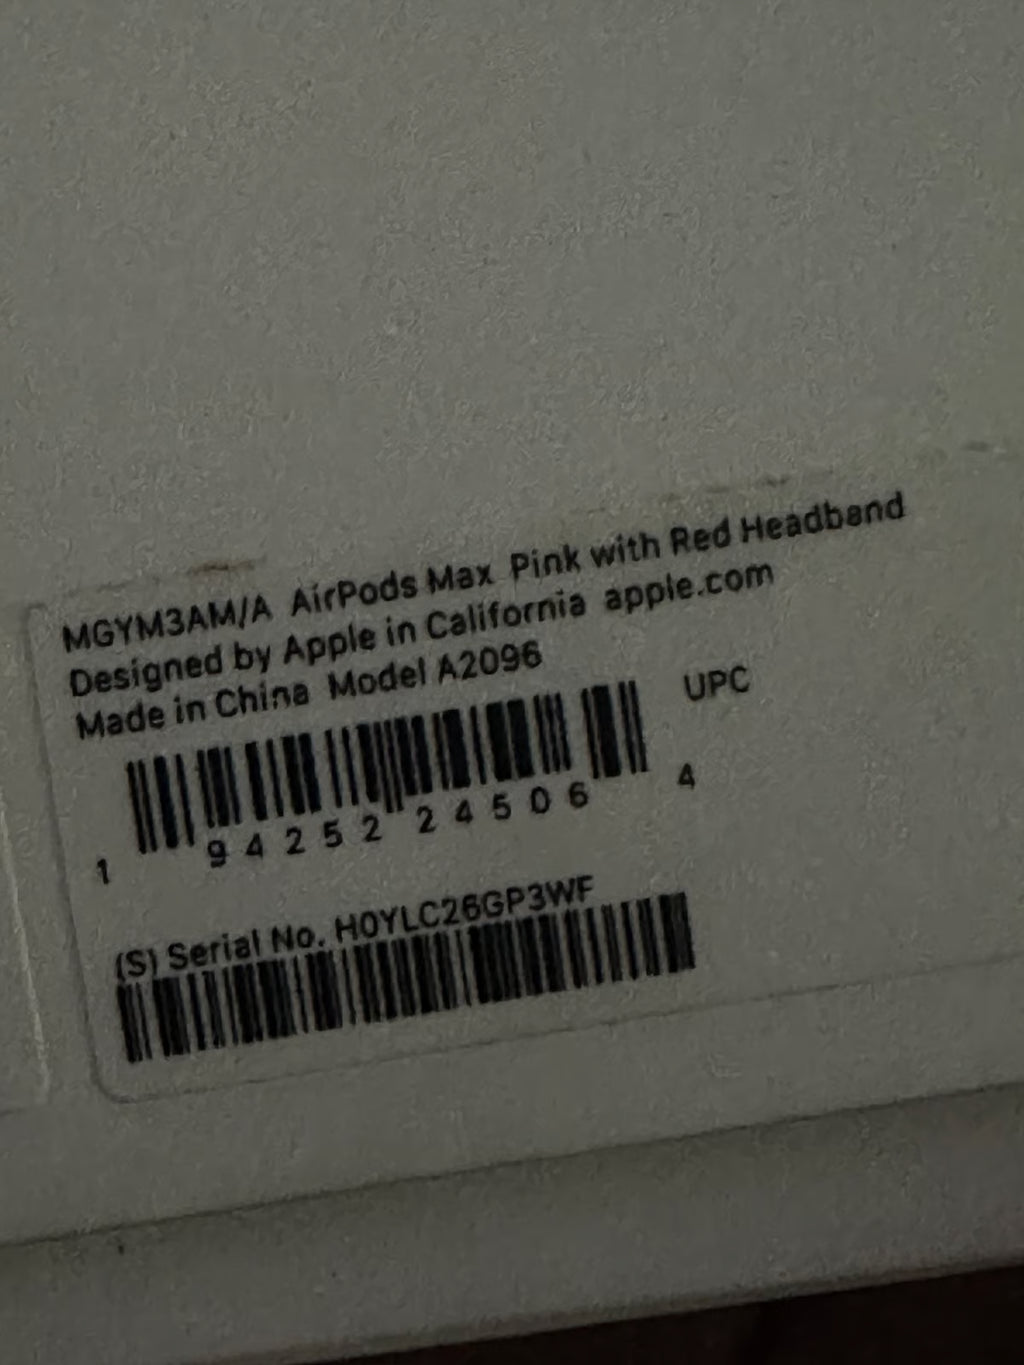 MGYM3AM/A AirPods Max Pink with Red Headband
Designed by Apple in California apple.com
Made in China Model A2096
UPC
1 94252 24506 4
(S) Serial No. H0YLC26GP3WF